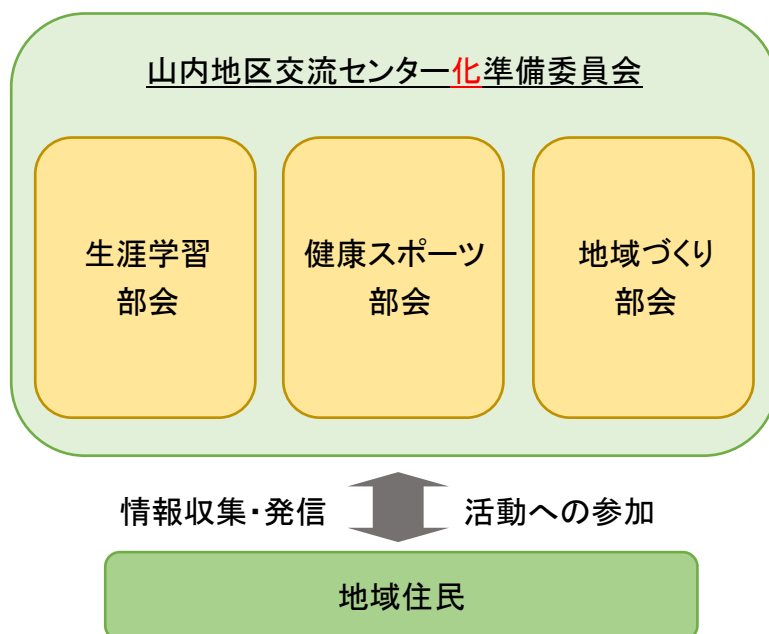 山内地区交流センター化準備委員会
生涯学習
部会
健康スポーツ
部会
地域づくり
部会
情報収集・発信
活動への参加
地域住民